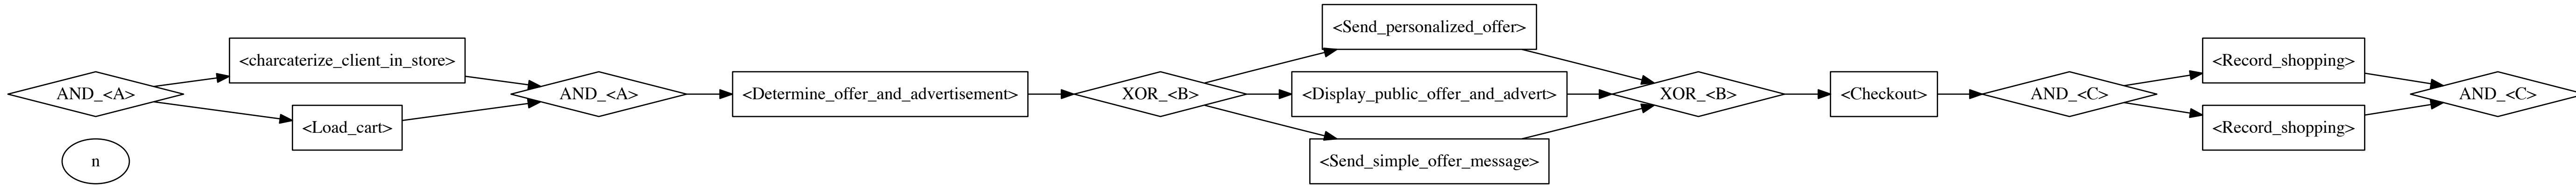 AND_<A>
<charcaterize_client_in_store>
<Load_cart>
AND_<A>
<Determine_offer_and_advertisement>
XOR_<B>
<Send_personalized_offer>
<Display_public_offer_and_advert>
<Send_simple_offer_message>
XOR_<B>
<Checkout>
AND_<C>
<Record_shopping>
<Record_shopping>
AND_<C>
n